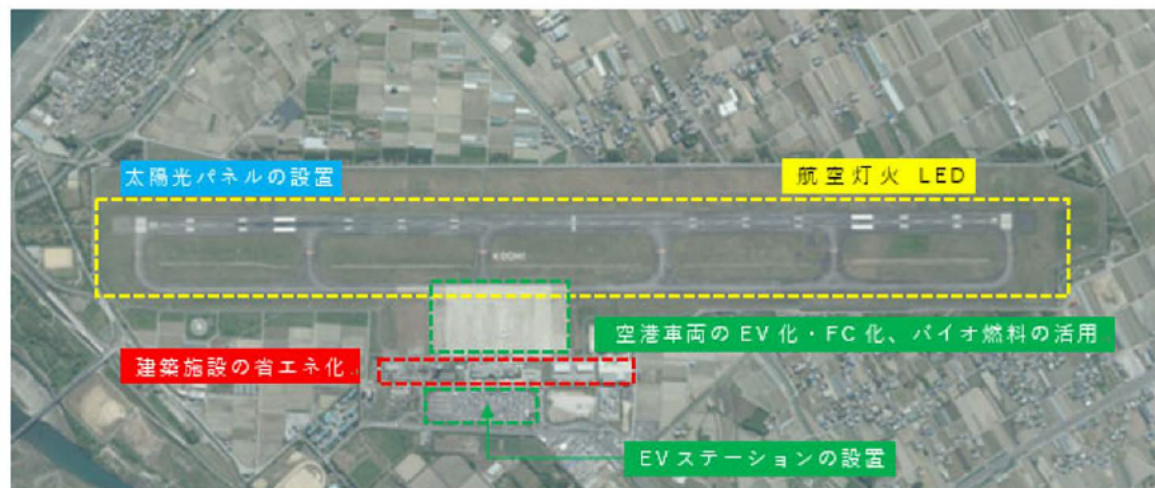 太陽光パネルの設置
航空灯火 LED
KOCHI
空港車両のEV化・FC化、バイオ燃料の活用
建築施設の省エネ化
EVステーションの設置